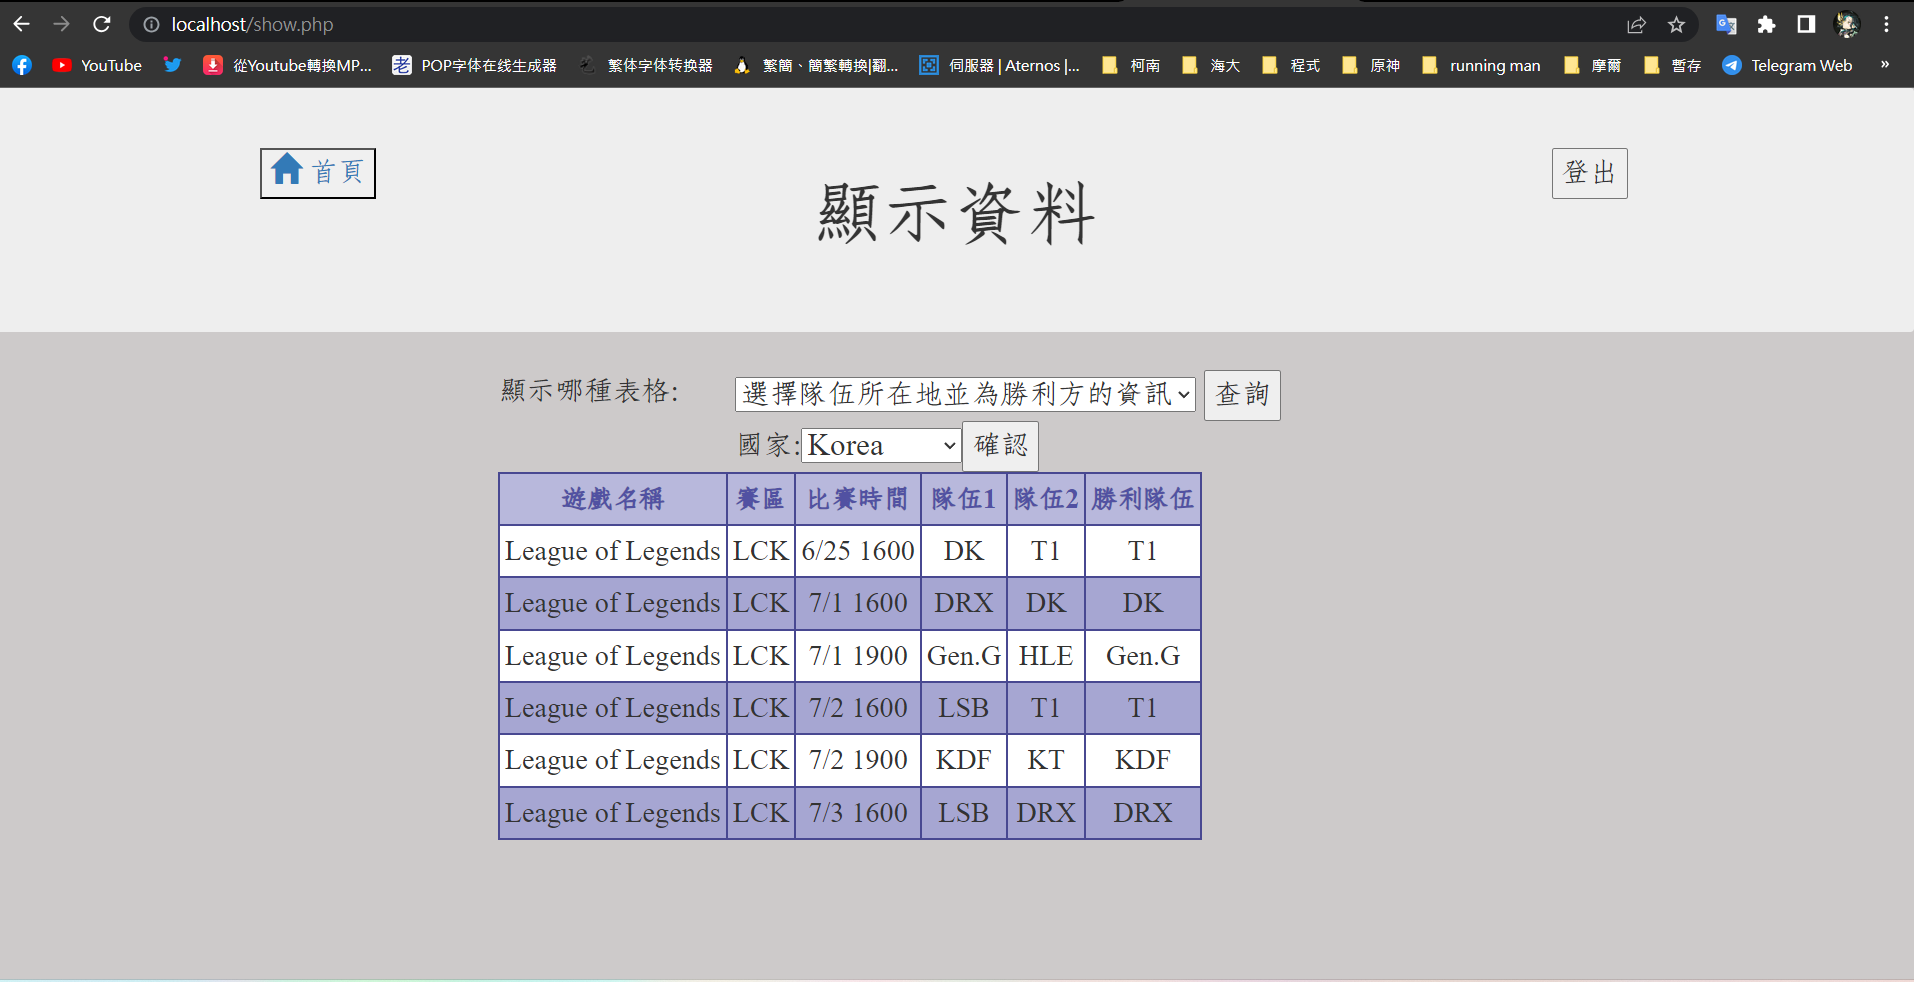 localhost/show.php
YouTube 從Youtube轉換MP... POP字体在线生成器 繁体字体转换器 繁簡、簡繁轉換|翻... 伺服器 | Aternos |... 柯南 海大 程式 原神 running man 摩爾 暫存 Telegram Web »
首頁
登出
顯示資料
顯示哪種表格: 選擇隊伍所在地並為勝利方的資訊 查詢
國家: Korea 確認
遊戲名稱 賽區 比賽時間 隊伍1 隊伍2 勝利隊伍
League of Legends LCK 6/25 1600 DK T1 T1
League of Legends LCK 7/1 1600 DRX DK DK
League of Legends LCK 7/1 1900 Gen.G HLE Gen.G
League of Legends LCK 7/2 1600 LSB T1 T1
League of Legends LCK 7/2 1900 KDF KT KDF
League of Legends LCK 7/3 1600 LSB DRX DRX